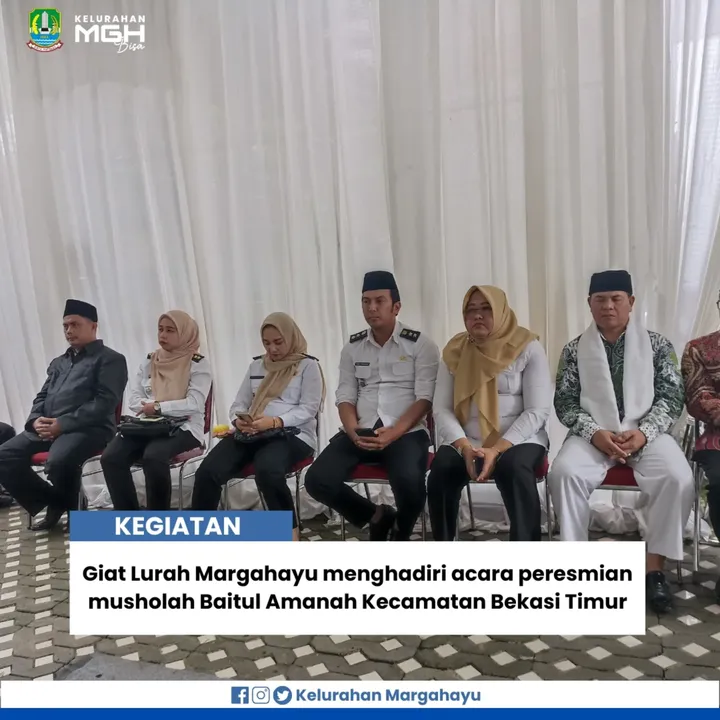 KELURAHAN
MGH
Bisa
KEGIATAN
Giat Lurah Margahayu menghadiri acara peresmian
musholah Baitul Amanah Kecamatan Bekasi Timur
Kelurahan Margahayu